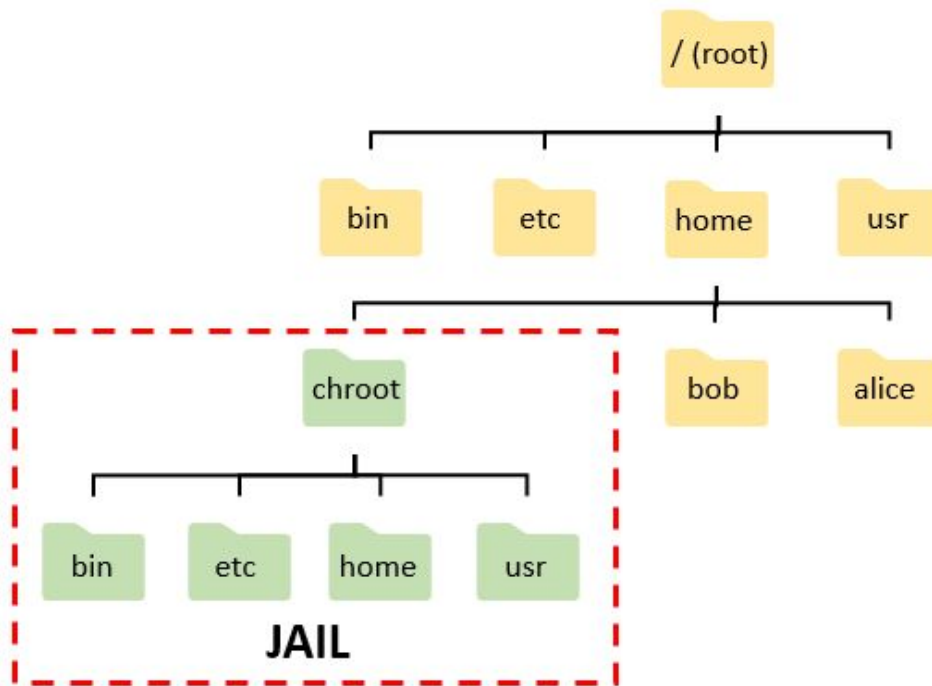 / (root)
bin
etc
home
usr
chroot
bob
alice
bin
etc
home
usr
JAIL